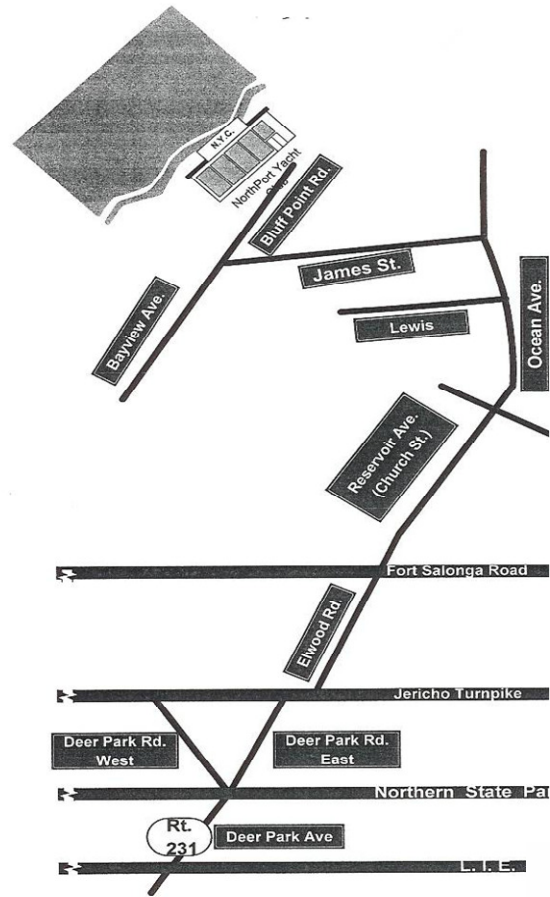 N.Y.C.
NorthPort Yacht
Bluff Point Rd.
James St.
Bayview Ave.
Lewis
Ocean Ave.
Reservoir Ave.
(Church St.)
Fort Salonga Road
Elwood Rd.
Jericho Turnpike
Deer Park Rd.
West
Deer Park Rd.
East
Northern State Par
Rt.
231
Deer Park Ave
L.I.E.